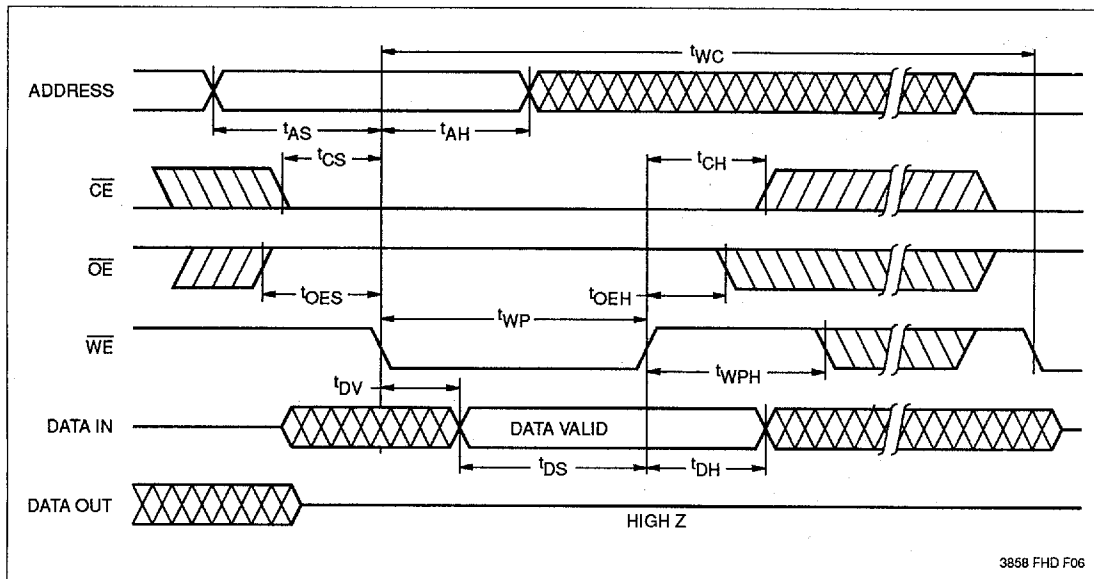 tWC
ADDRESS
tAS
tAH
tCS
tCH
CE
OE
tOES
tOEH
tWP
WE
tWPH
tDV
DATA IN
DATA VALID
tDS
tDH
DATA OUT
HIGH Z
3858 FHD F06